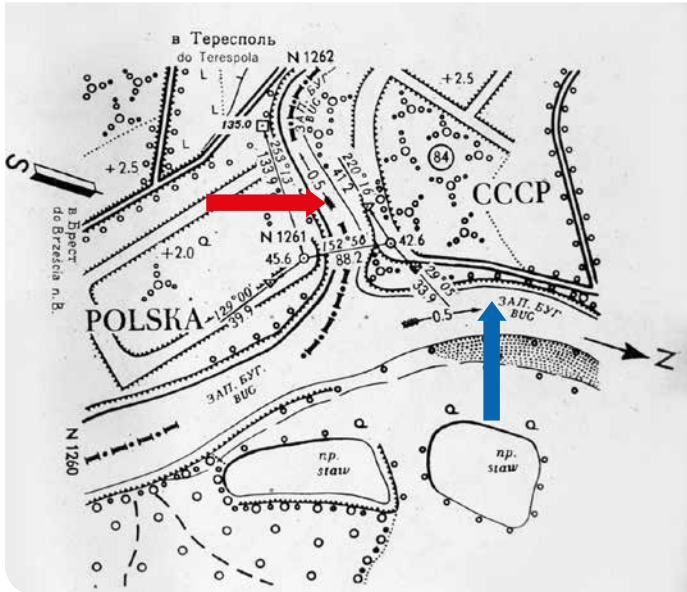 в Тересполь
do Terespola
N 1262
ЗАП. БУГ
BUG
+2.5
135.0
L
L
L
+2.5
253°13'
133.9
0.5
220°16'
41.2
84
СССР
S
в Брест
do Brześcia n. B.
+2.0
N 1261
45.6
152°56'
88.2
42.6
129°00'
39.9
POLSKA
29°05'
33.9
0.5
ЗАП. БУГ
BUG
N
ЗАП. БУГ.
BUG
N 1260
пр.
staw
пр.
staw